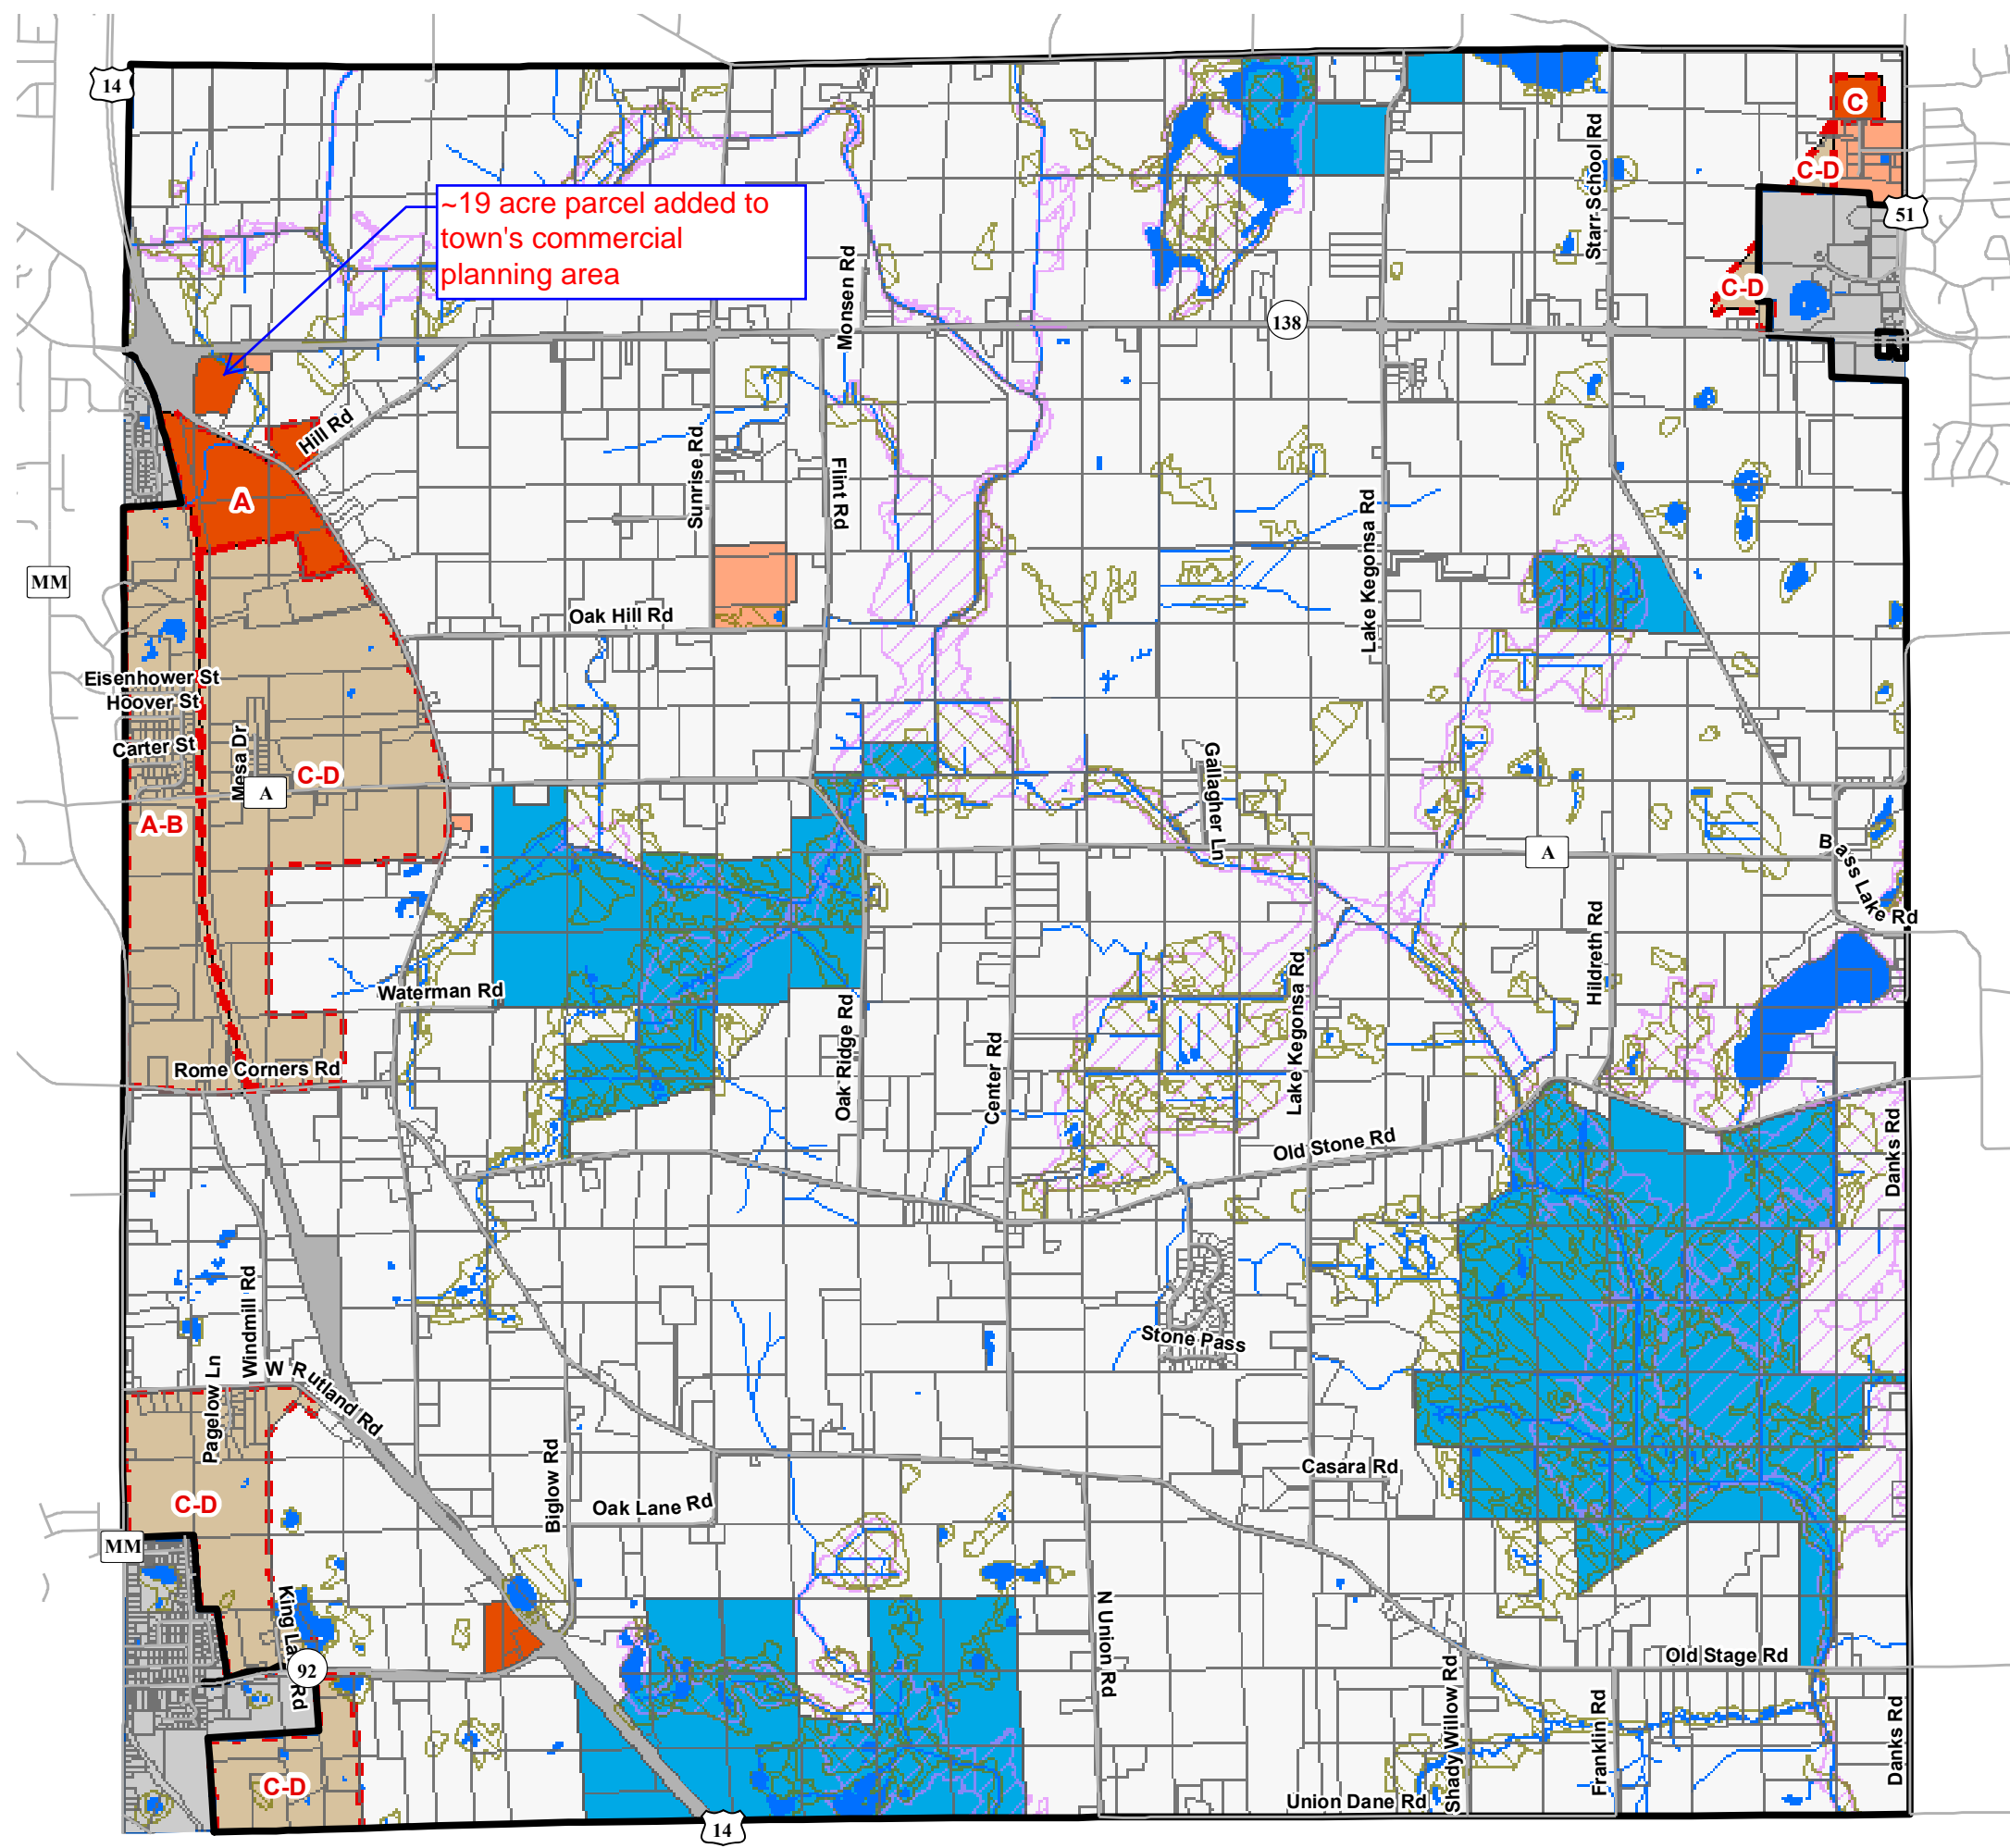 14
C
C-D
51
~19 acre parcel added to
town's commercial
planning area
Starr School Rd
Monsen Rd
C-D
138
Hill Rd
A
Sunrise Rd
Flint Rd
Lake Kegonsa Rd
MM
Oak Hill Rd
Eisenhower St
Hoover St
Carter St
Mesa Dr
C-D
A
A-B
Gallagher Ln
A
Bass Lake Rd
Hildreth Rd
Waterman Rd
Oak Ridge Rd
Center Rd
Lake Kegonsa Rd
Rome Corners Rd
Old Stone Rd
Danks Rd
Windmill Rd
Stone Pass
W Rutland Rd
Pagelow Ln
C-D
Biglow Rd
Oak Lane Rd
Casara Rd
MM
King La Rd
92
N Union Rd
Old Stage Rd
Shady Willow Rd
Franklin Rd
Danks Rd
C-D
Union Dane Rd
14